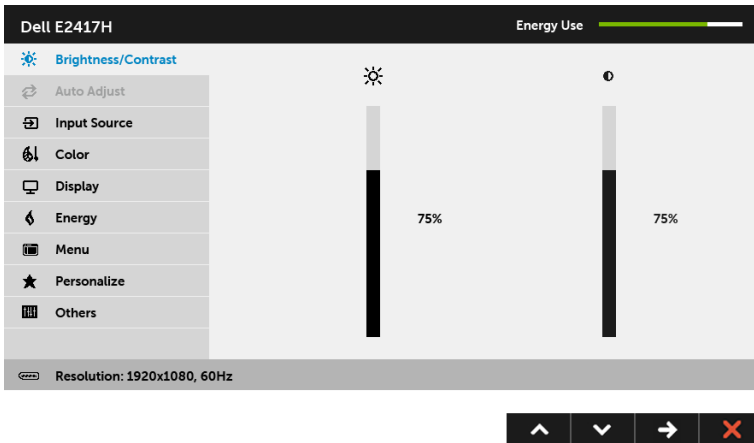 Dell E2417H
Energy Use
Brightness/Contrast
Auto Adjust
Input Source
Color
Display
Energy
Menu
Personalize
Others
75%
75%
Resolution: 1920x1080, 60Hz